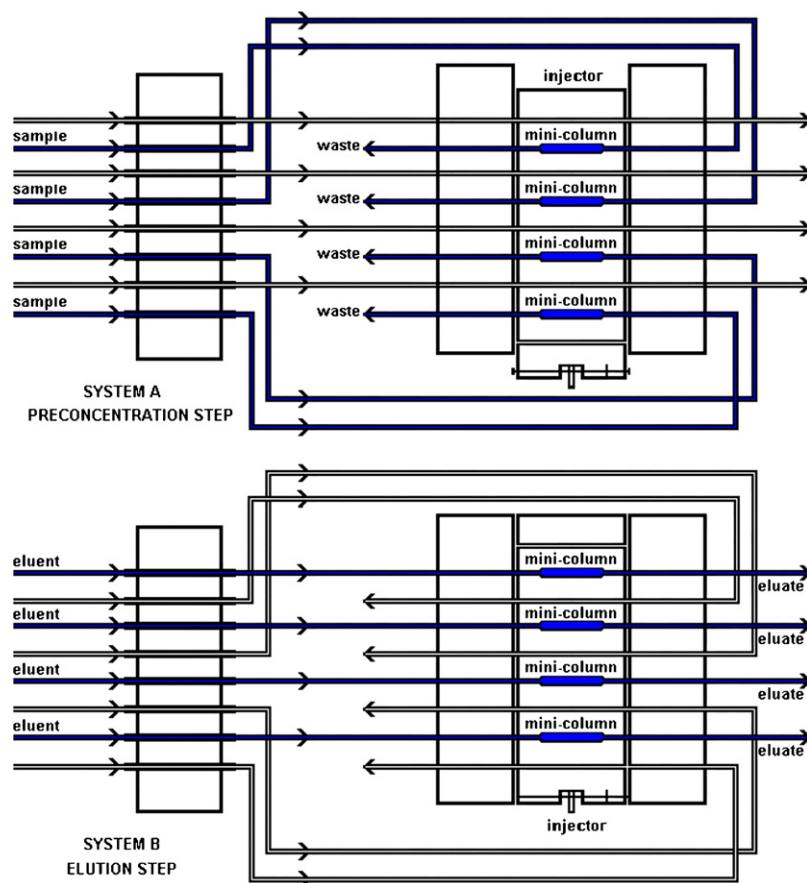 injector
sample
waste
mini-column
sample
waste
mini-column
sample
waste
mini-column
sample
waste
mini-column
SYSTEM A
PRECONCENTRATION STEP
eluent
mini-column
eluate
eluent
mini-column
eluate
eluent
mini-column
eluate
eluent
mini-column
eluate
injector
SYSTEM B
ELUTION STEP